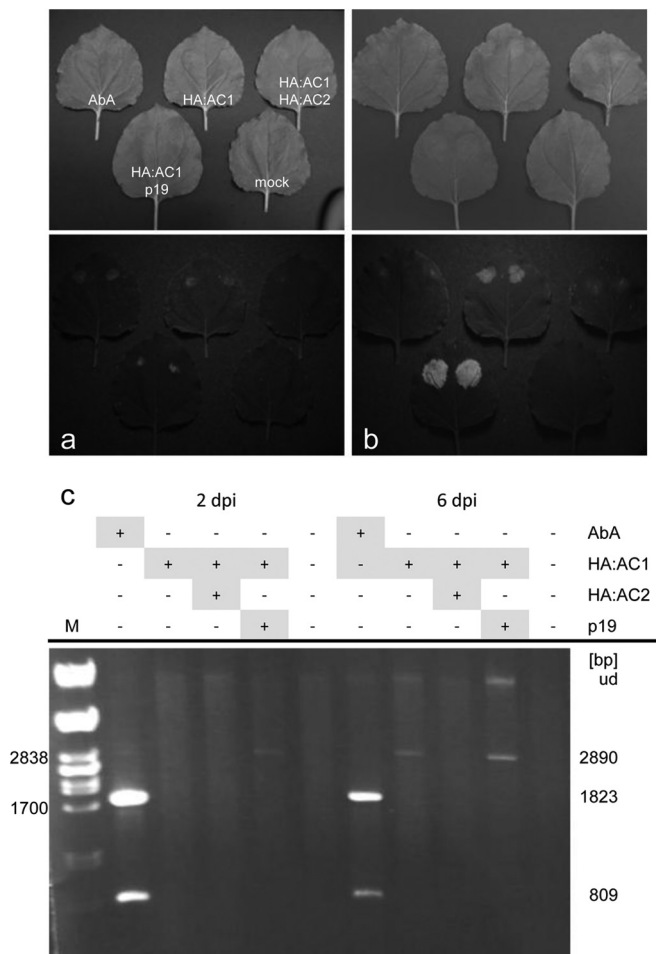 AbA
HA:AC1
HA:AC1
HA:AC2
HA:AC1
p19
mock
a
b
c
2 dpi 6 dpi
+ - - - - + - - - - AbA
- + + + - - + + + - HA:AC1
- - + - - - - + - - HA:AC2
M - - - + - - - - + - p19
[bp]
ud
2838 2890
1823
1700
809